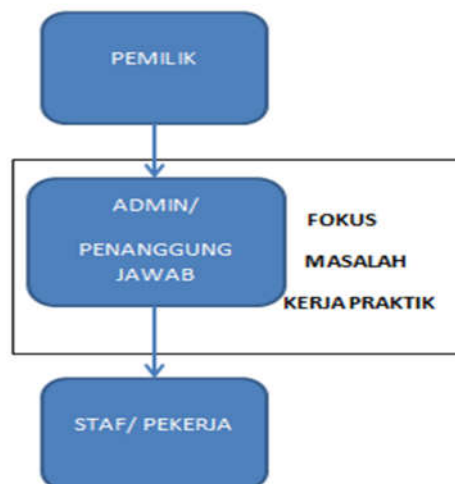 PEMILIK
ADMIN/
PENANGGUNG
JAWAB
FOKUS
MASALAH
KERJA PRAKTIK
STAF/ PEKERJA